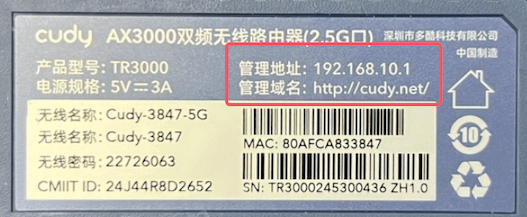 cudy AX3000双频无线路由器(2.5G口) 深圳市多酷科技有限公司
中国制造
产品型号: TR3000
电源规格: 5V⎓3A
管理地址: 192.168.10.1
管理域名: http://cudy.net/
无线名称: Cudy-3847-5G
无线名称: Cudy-3847
无线密码: 22726063
CMIIT ID: 24J44R8D2652
MAC: 80AFCA833847
SN: TR3000245300436 ZH1.0
10